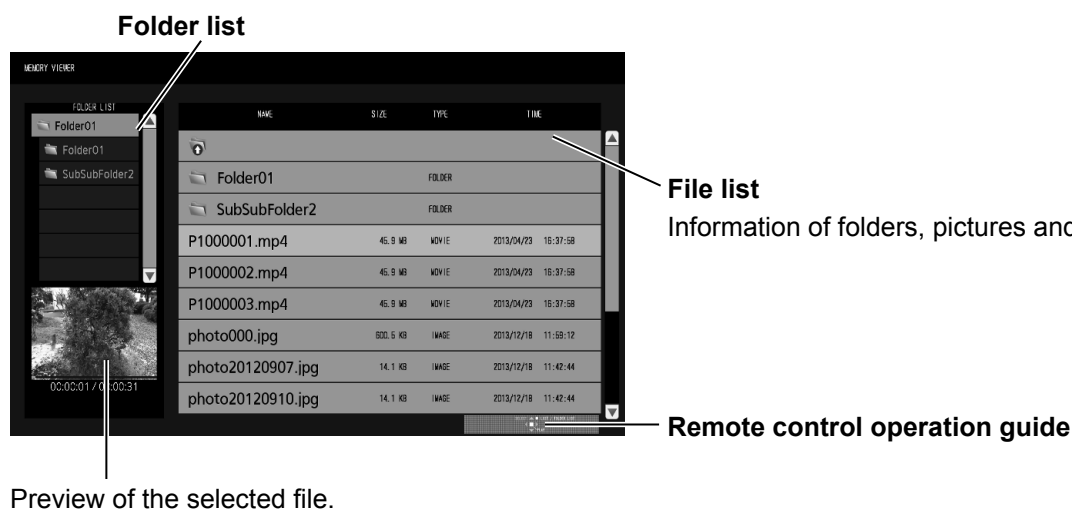 Folder list
MEMORY VIEWER
FOLDER LIST
Folder01
Folder01
SubSubFolder2
NAME SIZE TYPE TIME
Folder01 FOLDER
SubSubFolder2 FOLDER
P1000001.mp4 45.9 MB MOVIE 2013/04/23 16:37:58
P1000002.mp4 45.9 MB MOVIE 2013/04/23 16:37:58
P1000003.mp4 45.9 MB MOVIE 2013/04/23 16:37:58
photo000.jpg 600.5 KB IMAGE 2013/12/18 11:59:12
photo20120907.jpg 14.1 KB IMAGE 2013/12/18 11:42:44
photo20120910.jpg 14.1 KB IMAGE 2013/12/18 11:42:44
00:00:01 / 00:00:31
File list
Information of folders, pictures and
Remote control operation guide
Preview of the selected file.